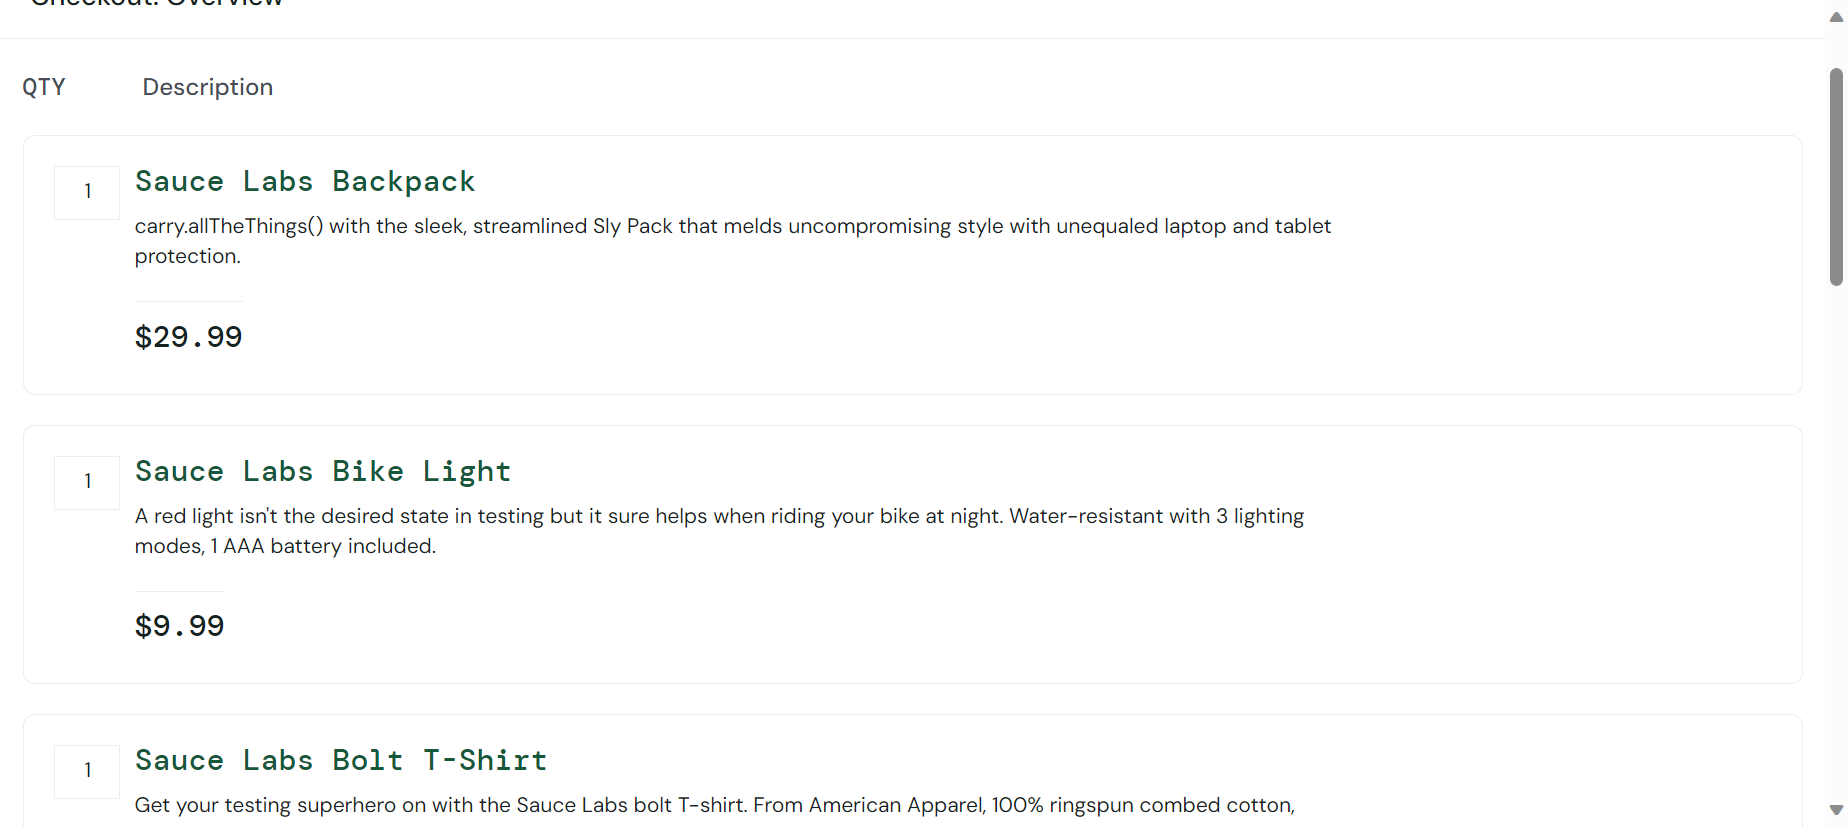 Checkout: Overview
QTY Description
1 Sauce Labs Backpack
carry.allTheThings() with the sleek, streamlined Sly Pack that melds uncompromising style with unequaled laptop and tablet
protection.
$29.99
1 Sauce Labs Bike Light
A red light isn't the desired state in testing but it sure helps when riding your bike at night. Water-resistant with 3 lighting
modes, 1 AAA battery included.
$9.99
1 Sauce Labs Bolt T-Shirt
Get your testing superhero on with the Sauce Labs bolt T-shirt. From American Apparel, 100% ringspun combed cotton,